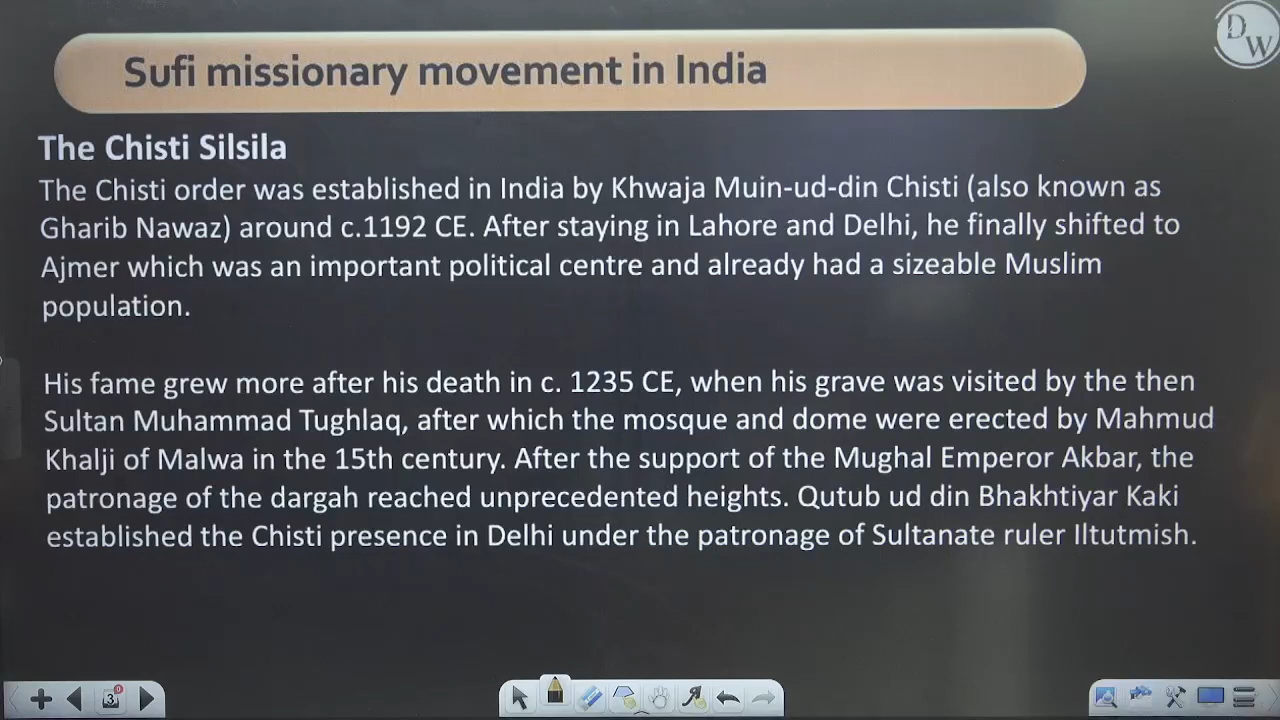 D W
Sufi missionary movement in India
The Chisti Silsila
The Chisti order was established in India by Khwaja Muin-ud-din Chisti (also known as
Gharib Nawaz) around c.1192 CE. After staying in Lahore and Delhi, he finally shifted to
Ajmer which was an important political centre and already had a sizeable Muslim
population.
His fame grew more after his death in c. 1235 CE, when his grave was visited by the then
Sultan Muhammad Tughlaq, after which the mosque and dome were erected by Mahmud
Khalji of Malwa in the 15th century. After the support of the Mughal Emperor Akbar, the
patronage of the dargah reached unprecedented heights. Qutub ud din Bhakhtiyar Kaki
established the Chisti presence in Delhi under the patronage of Sultanate ruler Iltutmish.
3
0